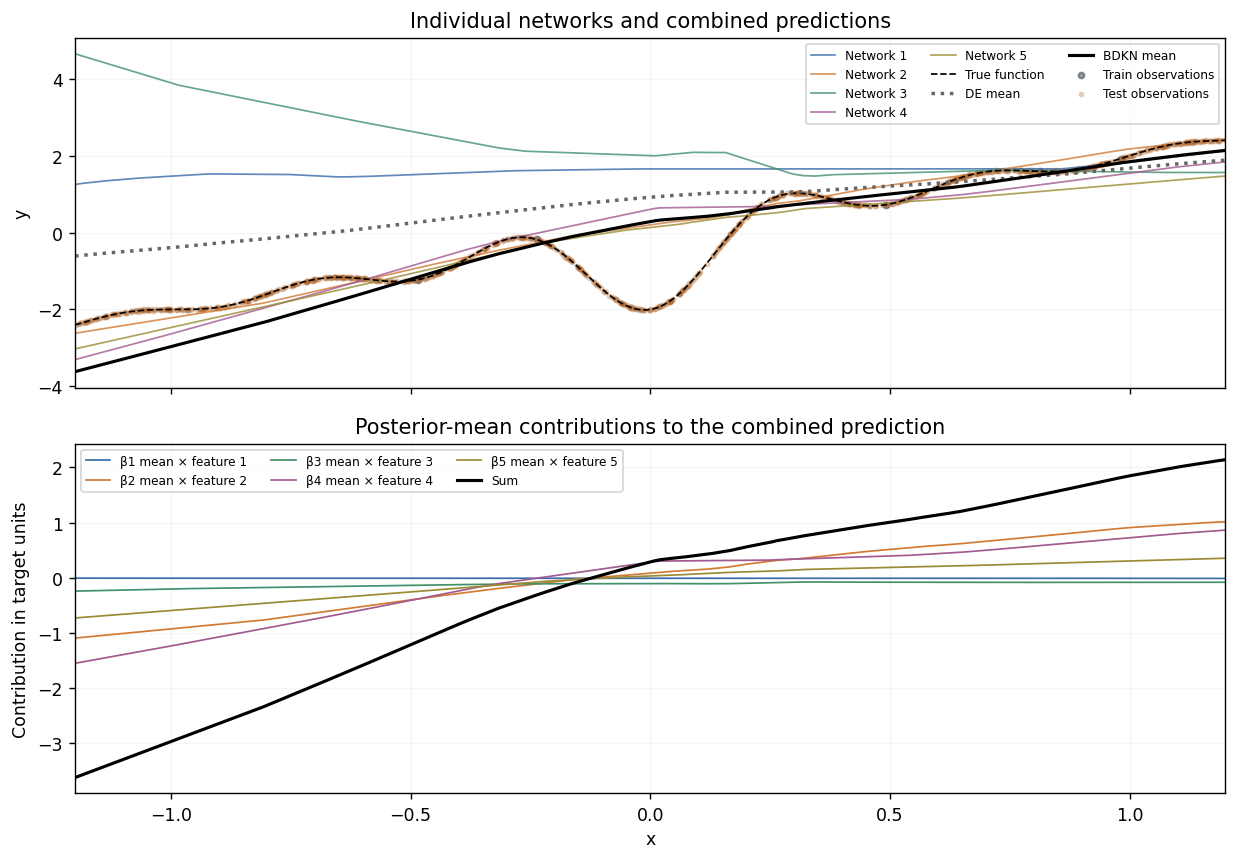 Individual networks and combined predictions
Network 1
Network 2
Network 3
Network 4
Network 5
True function
DE mean
BDKN mean
Train observations
Test observations
4
2
0
−2
−4
y
Posterior-mean contributions to the combined prediction
β1 mean × feature 1
β2 mean × feature 2
β3 mean × feature 3
β4 mean × feature 4
β5 mean × feature 5
Sum
2
1
0
−1
−2
−3
Contribution in target units
−1.0 −0.5 0.0 0.5 1.0
x